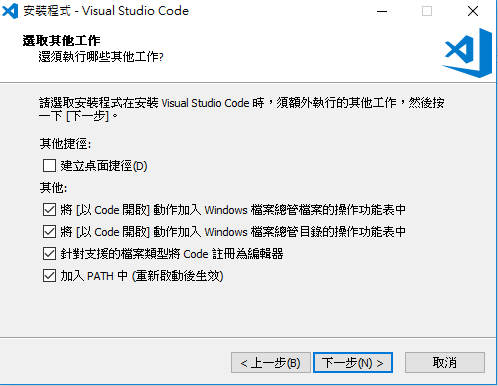 安裝程式 - Visual Studio Code
選取其他工作
還須執行哪些其他工作?
請選取安裝程式在安裝 Visual Studio Code 時，須額外執行的其他工作，然後按
一下 [下一步]。
其他捷徑:
建立桌面捷徑(D)
其他:
將 [以 Code 開啟] 動作加入 Windows 檔案總管檔案的操作功能表中
將 [以 Code 開啟] 動作加入 Windows 檔案總管目錄的操作功能表中
針對支援的檔案類型將 Code 註冊為編輯器
加入 PATH 中 (重新啟動後生效)
< 上一步(B) 下一步(N) > 取消